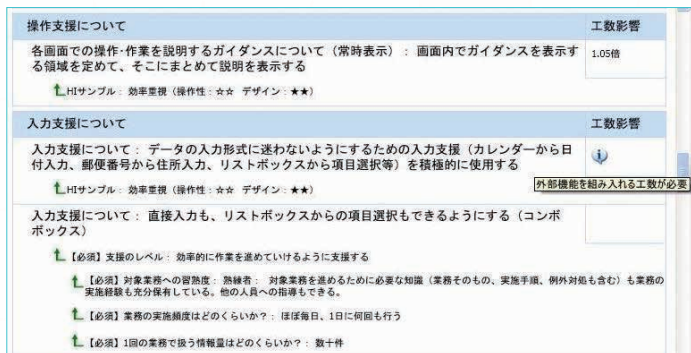 操作支援について 工数影響
各画面での操作･作業を説明するガイダンスについて（常時表示）： 画面内でガイダンスを表示す 1.05倍
る領域を定めて、そこにまとめて説明を表示する
HIサンプル： 効率重視（操作性：☆☆ デザイン：★★）
入力支援について 工数影響
入力支援について： データの入力形式に迷わないようにするための入力支援（カレンダーから日
付入力、郵便番号から住所入力、リストボックスから項目選択等）を積極的に使用する
HIサンプル： 効率重視（操作性：☆☆ デザイン：★★）
外部機能を組み入れる工数が必要
入力支援について： 直接入力も、リストボックスからの項目選択もできるようにする（コンボ
ボックス）
【必須】支援のレベル： 効率的に作業を進めていけるように支援する
【必須】対象業務への習熟度： 熟練者： 対象業務を進めるために必要な知識（業務そのもの、実施手順、例外対処も含む）も業務の
実施経験も充分保有している。他の人員への指導もできる。
【必須】業務の実施頻度はどのくらいか？： ほぼ毎日、1日に何回も行う
【必須】1回の業務で扱う情報量はどのくらいか？： 数十件